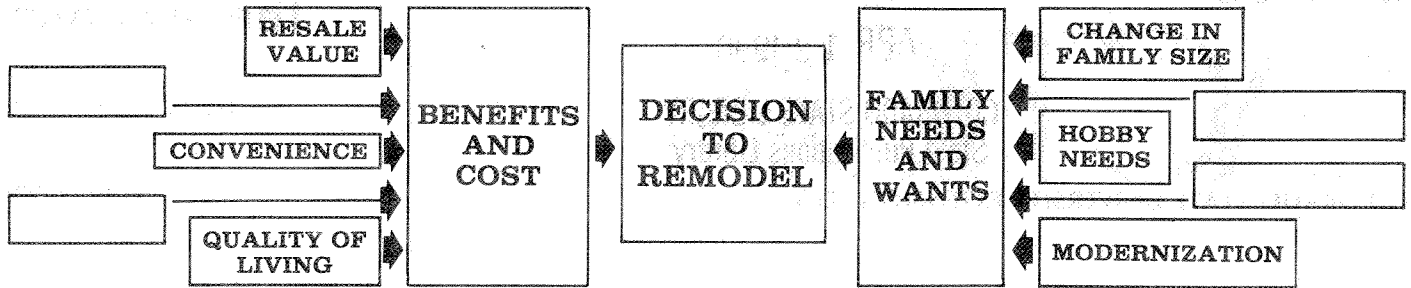 RESALE
VALUE
CONVENIENCE
QUALITY OF
LIVING
BENEFITS
AND
COST
DECISION
TO
REMODEL
FAMILY
NEEDS
AND
WANTS
CHANGE IN
FAMILY SIZE
HOBBY
NEEDS
MODERNIZATION